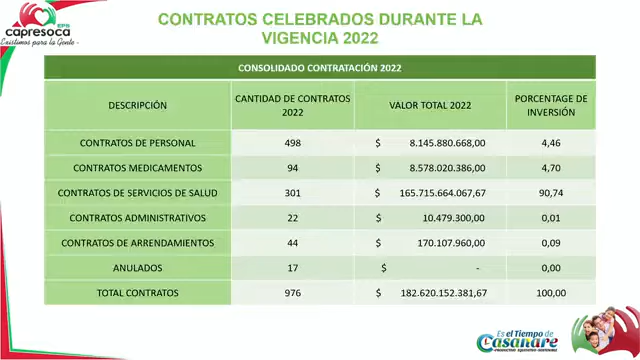 CONTRATOS CELEBRADOS DURANTE LA
VIGENCIA 2022
capresoca EPS
Existimos para la Gente
CONSOLIDADO CONTRATACIÓN 2022
DESCRIPCIÓN CANTIDAD DE CONTRATOS 2022 VALOR TOTAL 2022 PORCENTAGE DE INVERSIÓN
CONTRATOS DE PERSONAL 498 $ 8.145.880.668,00 4,46
CONTRATOS MEDICAMENTOS 94 $ 8.578.020.386,00 4,70
CONTRATOS DE SERVICIOS DE SALUD 301 $ 165.715.664.067,67 90,74
CONTRATOS ADMINISTRATIVOS 22 $ 10.479.300,00 0,01
CONTRATOS DE ARRENDAMIENTOS 44 $ 170.107.960,00 0,09
ANULADOS 17 $ - 0,00
TOTAL CONTRATOS 976 $ 182.620.152.381,67 100,00
Es el Tiempo de
Casanare